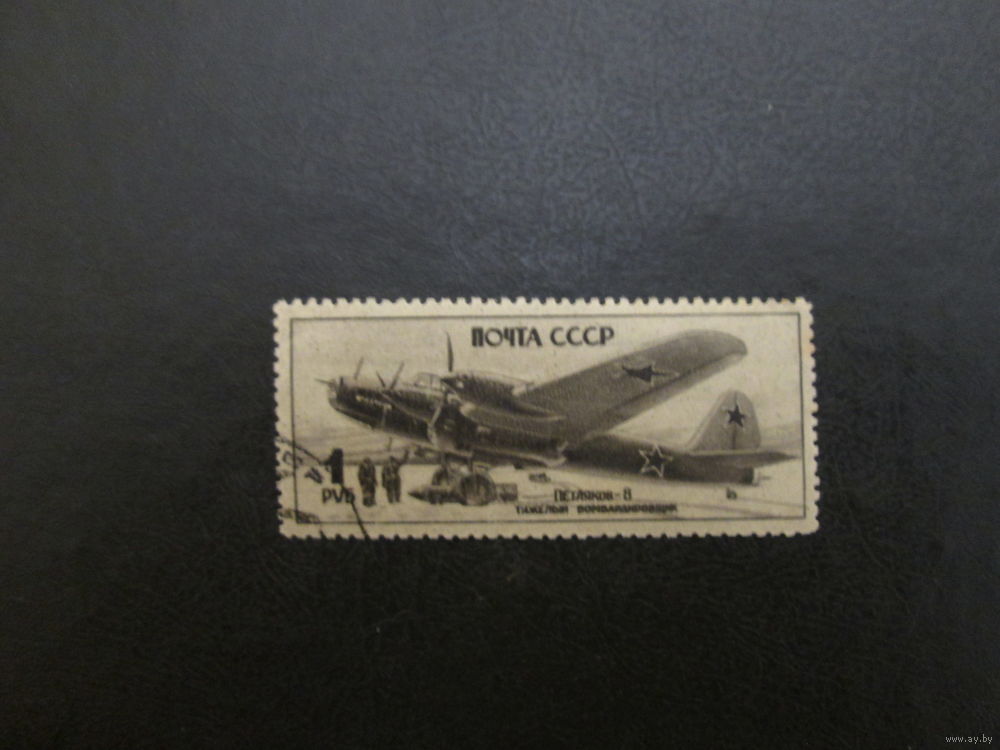 ПОЧТА СССР
1
РУБ
ПЕТЛЯКОВ-8
ТЯЖЕЛЫЙ БОМБАРДИРОВЩИК
www.ay.by